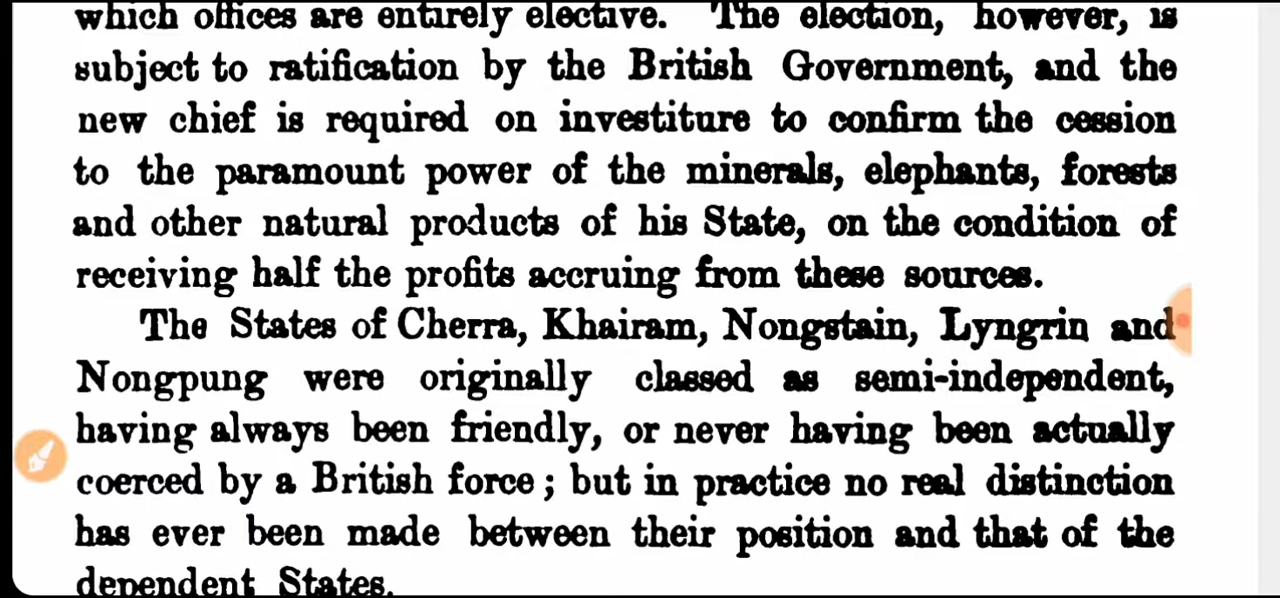 which offices are entirely elective. The election, however, is
subject to ratification by the British Government, and the
new chief is required on investiture to confirm the cession
to the paramount power of the minerals, elephants, forests
and other natural products of his State, on the condition of
receiving half the profits accruing from these sources.
The States of Cherra, Khairam, Nongstain, Lyngrin and
Nongpung were originally classed as semi-independent,
having always been friendly, or never having been actually
coerced by a British force; but in practice no real distinction
has ever been made between their position and that of the
dependent States.